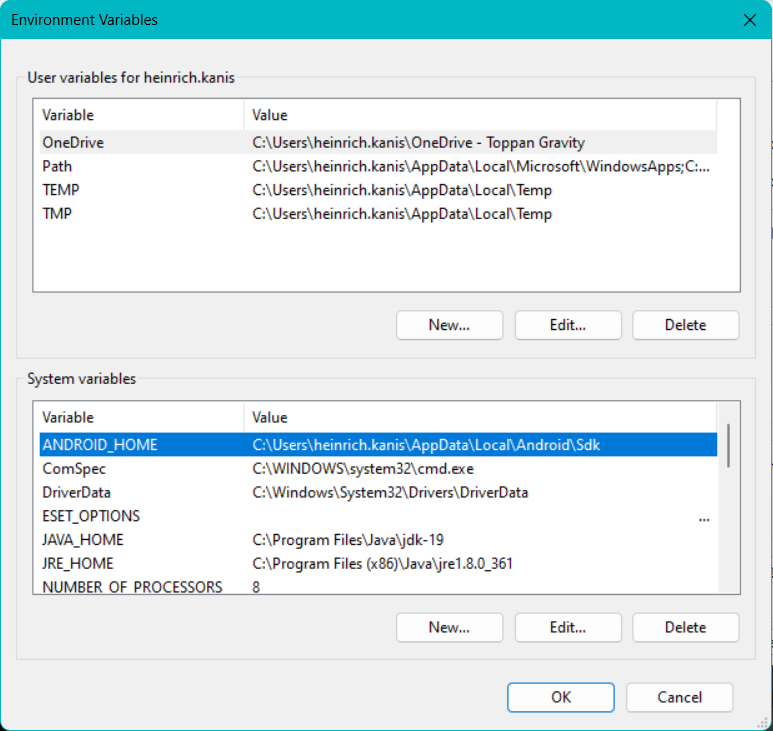 Environment Variables
User variables for heinrich.kanis
Variable Value
OneDrive C:\Users\heinrich.kanis\OneDrive - Toppan Gravity
Path C:\Users\heinrich.kanis\AppData\Local\Microsoft\WindowsApps;C:...
TEMP C:\Users\heinrich.kanis\AppData\Local\Temp
TMP C:\Users\heinrich.kanis\AppData\Local\Temp
New... Edit... Delete
System variables
Variable Value
ANDROID_HOME C:\Users\heinrich.kanis\AppData\Local\Android\Sdk
ComSpec C:\WINDOWS\system32\cmd.exe
DriverData C:\Windows\System32\Drivers\DriverData
ESET_OPTIONS ...
JAVA_HOME C:\Program Files\Java\jdk-19
JRE_HOME C:\Program Files (x86)\Java\jre1.8.0_361
NUMBER_OF_PROCESSORS 8
New... Edit... Delete
OK Cancel